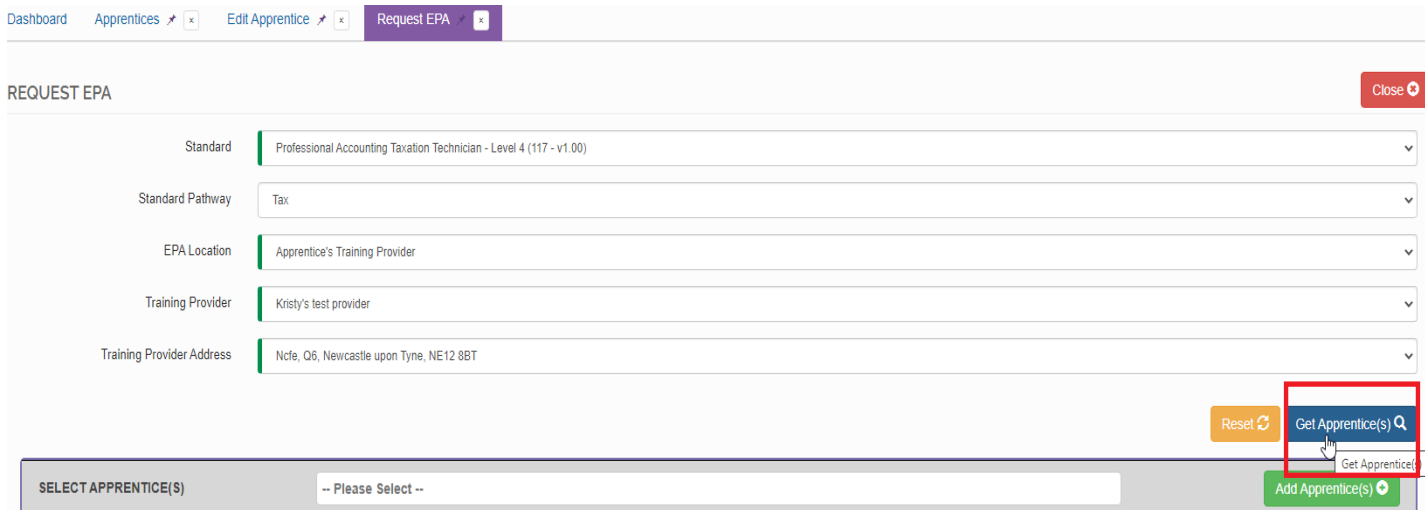 Dashboard Apprentices x Edit Apprentice x Request EPA x
REQUEST EPA
Close
Standard Professional Accounting Taxation Technician - Level 4 (117 - v1.00)
Standard Pathway Tax
EPA Location Apprentice's Training Provider
Training Provider Kristy's test provider
Training Provider Address Ncfe, Q6, Newcastle upon Tyne, NE12 8BT
Reset Get Apprentice(s)
Get Apprentice(s)
SELECT APPRENTICE(S) -- Please Select -- Add Apprentice(s)